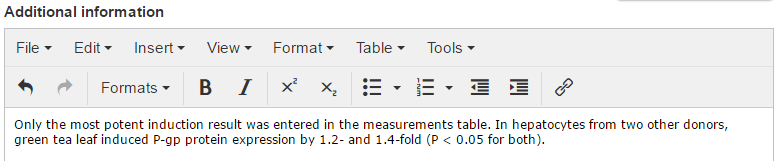 Additional information
File Edit Insert View Format Table Tools
Formats B I x² x₂
Only the most potent induction result was entered in the measurements table. In hepatocytes from two other donors,
green tea leaf induced P-gp protein expression by 1.2- and 1.4-fold (P < 0.05 for both).